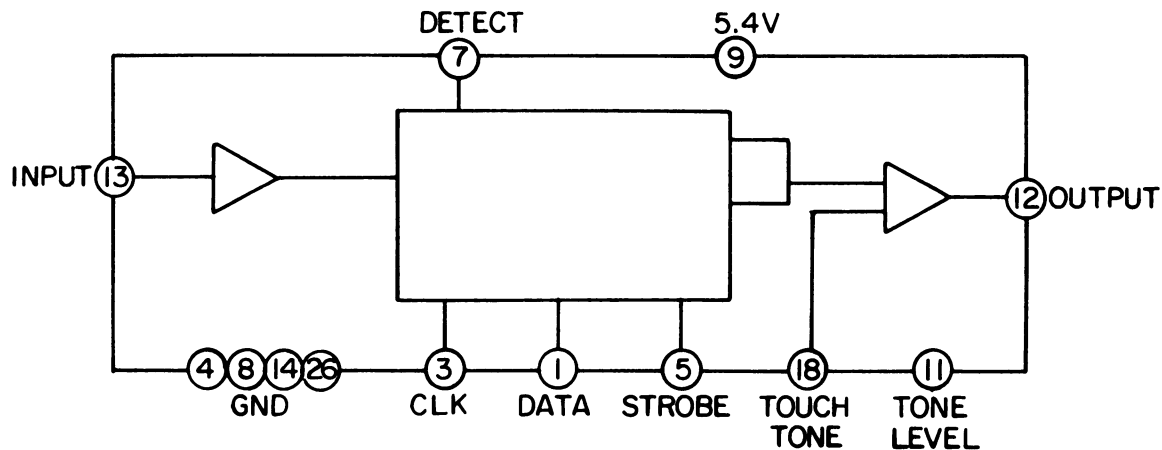 DETECT 5.4V
7 9
INPUT 13
12 OUTPUT
4 8 14 26 3 1 5 18 11
GND CLK DATA STROBE TOUCH TONE
TONE LEVEL